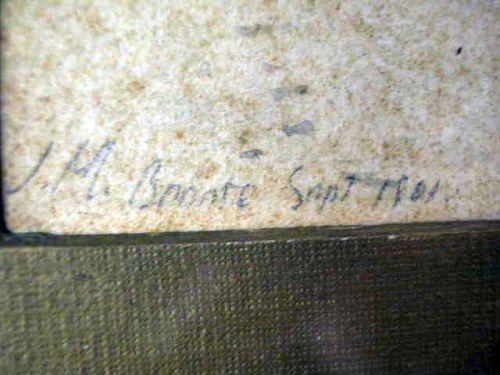 J. M. Bronte Sept 1801.